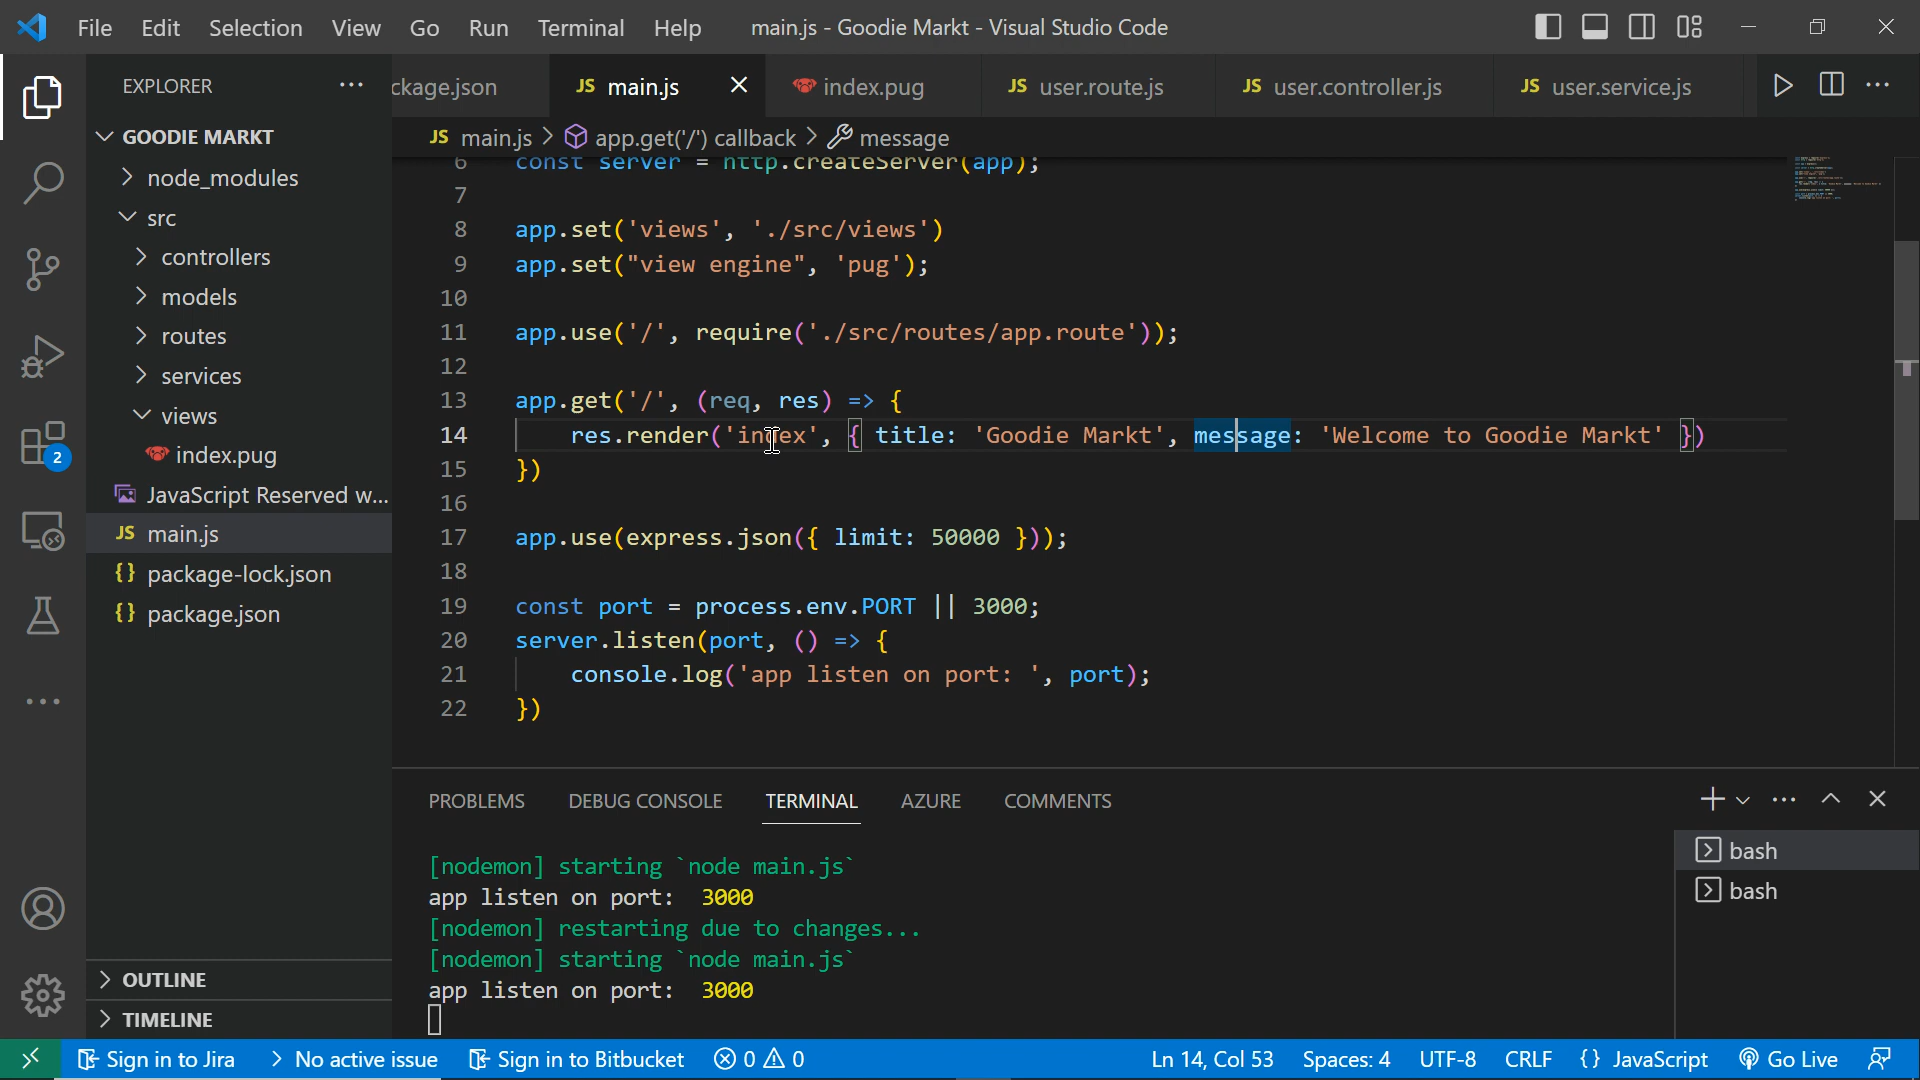 File Edit Selection View Go Run Terminal Help main.js - Goodie Markt - Visual Studio Code
EXPLORER
GOODIE MARKT
node_modules
src
controllers
models
routes
services
views
index.pug
JavaScript Reserved w...
JS main.js
{} package-lock.json
{} package.json
OUTLINE
TIMELINE
2
ckage.json JS main.js index.pug JS user.route.js JS user.controller.js JS user.service.js
JS main.js > app.get('/') callback > message
6 const server = http.createServer(app);
7
8 app.set('views', './src/views')
9 app.set("view engine", 'pug');
10
11 app.use('/', require('./src/routes/app.route'));
12
13 app.get('/', (req, res) => {
14 res.render('index', { title: 'Goodie Markt', message: 'Welcome to Goodie Markt' })
15 })
16
17 app.use(express.json({ limit: 50000 }));
18
19 const port = process.env.PORT || 3000;
20 server.listen(port, () => {
21 console.log('app listen on port: ', port);
22 })
PROBLEMS DEBUG CONSOLE TERMINAL AZURE COMMENTS
[nodemon] starting `node main.js`
app listen on port: 3000
[nodemon] restarting due to changes...
[nodemon] starting `node main.js`
app listen on port: 3000
bash
bash
Sign in to Jira > No active issue Sign in to Bitbucket 0 0 Ln 14, Col 53 Spaces: 4 UTF-8 CRLF {} JavaScript Go Live